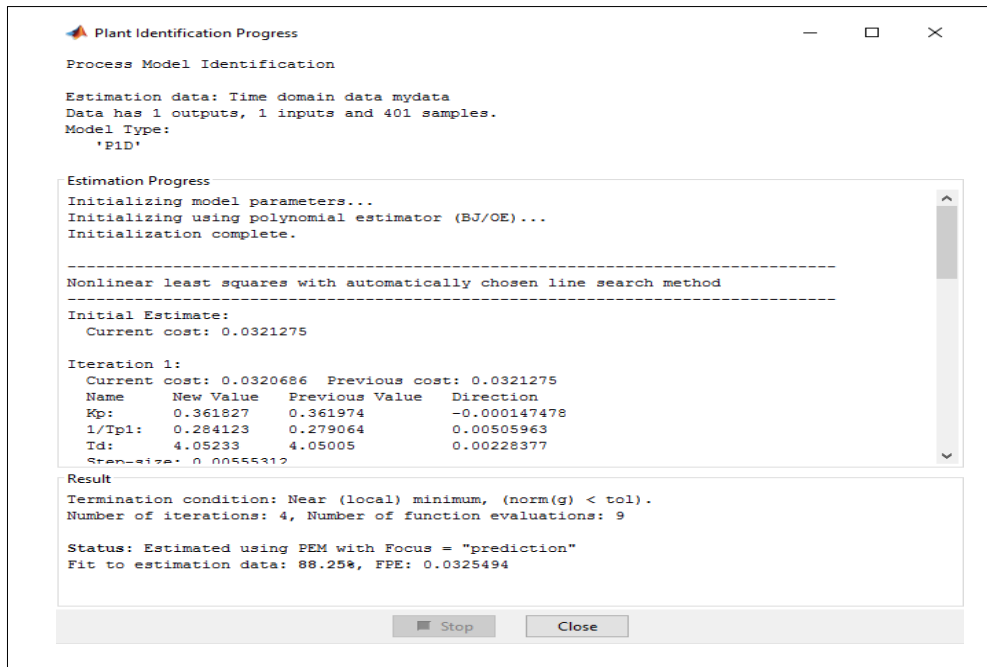 Plant Identification Progress
Process Model Identification
Estimation data: Time domain data mydata
Data has 1 outputs, 1 inputs and 401 samples.
Model Type:
'P1D'
Estimation Progress
Initializing model parameters...
Initializing using polynomial estimator (BJ/OE)...
Initialization complete.
--------------------------------------------------------------------------------
Nonlinear least squares with automatically chosen line search method
--------------------------------------------------------------------------------
Initial Estimate:
Current cost: 0.0321275
Iteration 1:
Current cost: 0.0320686 Previous cost: 0.0321275
Name New Value Previous Value Direction
Kp: 0.361827 0.361974 -0.000147478
1/Tp1: 0.284123 0.279064 0.00505963
Td: 4.05233 4.05005 0.00228377
Step-size: 0.00555312
Result
Termination condition: Near (local) minimum, (norm(g) < tol).
Number of iterations: 4, Number of function evaluations: 9
Status: Estimated using PEM with Focus = "prediction"
Fit to estimation data: 88.25%, FPE: 0.0325494
Stop Close